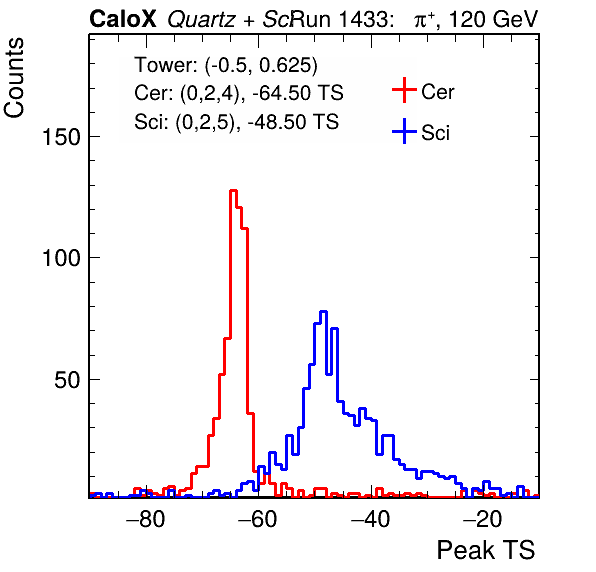 CaloX Quartz + ScRun 1433: π⁺, 120 GeV
Counts
Tower: (-0.5, 0.625)
Cer: (0,2,4), -64.50 TS
Sci: (0,2,5), -48.50 TS
Cer
Sci
150
100
50
−80 −60 −40 −20
Peak TS